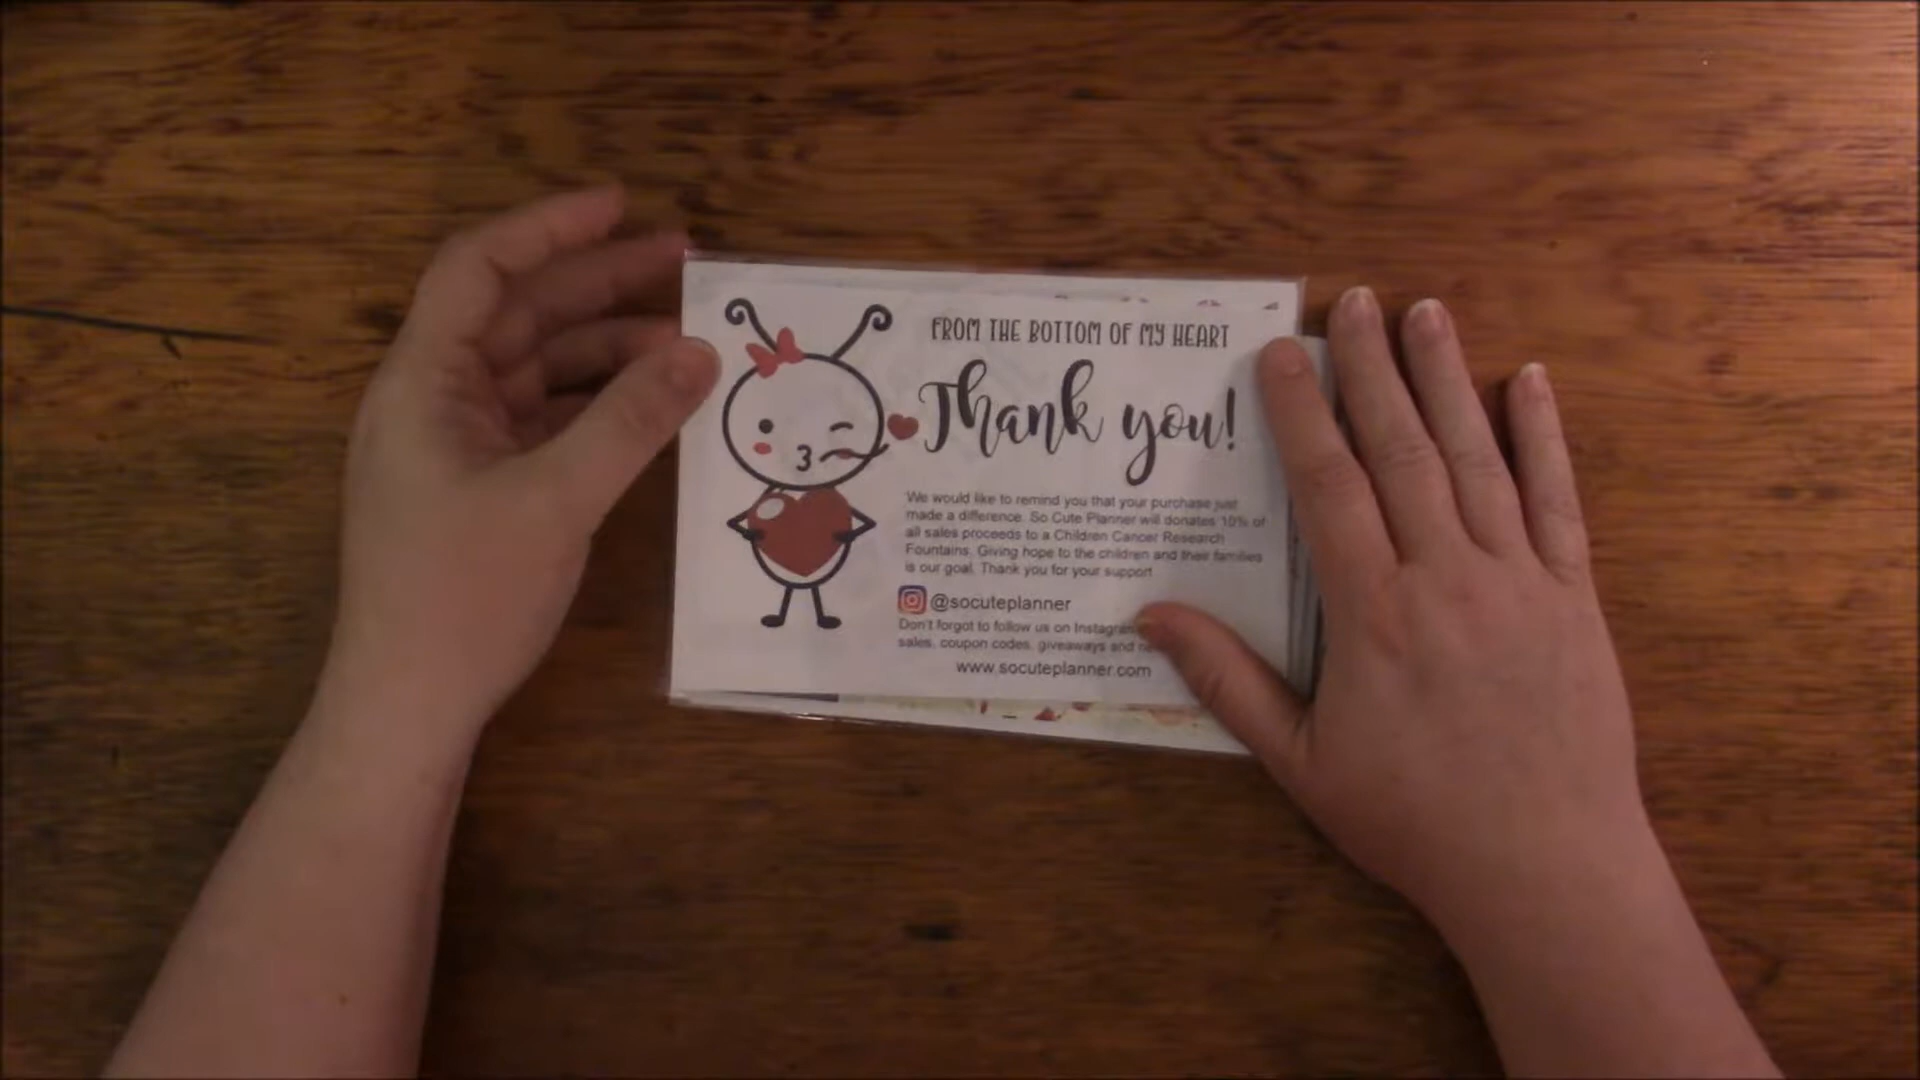 FROM THE BOTTOM OF MY HEART
Thank you!
We would like to remind you that your purchase just
made a difference. So Cute Planner will donates 10% of
all sales proceeds to a Children Cancer Research
Fountains. Giving hope to the children and their families
is our goal. Thank you for your support
@socuteplanner
Don't forgot to follow us on Instagram
sales, coupon codes, giveaways and
www.socuteplanner.com